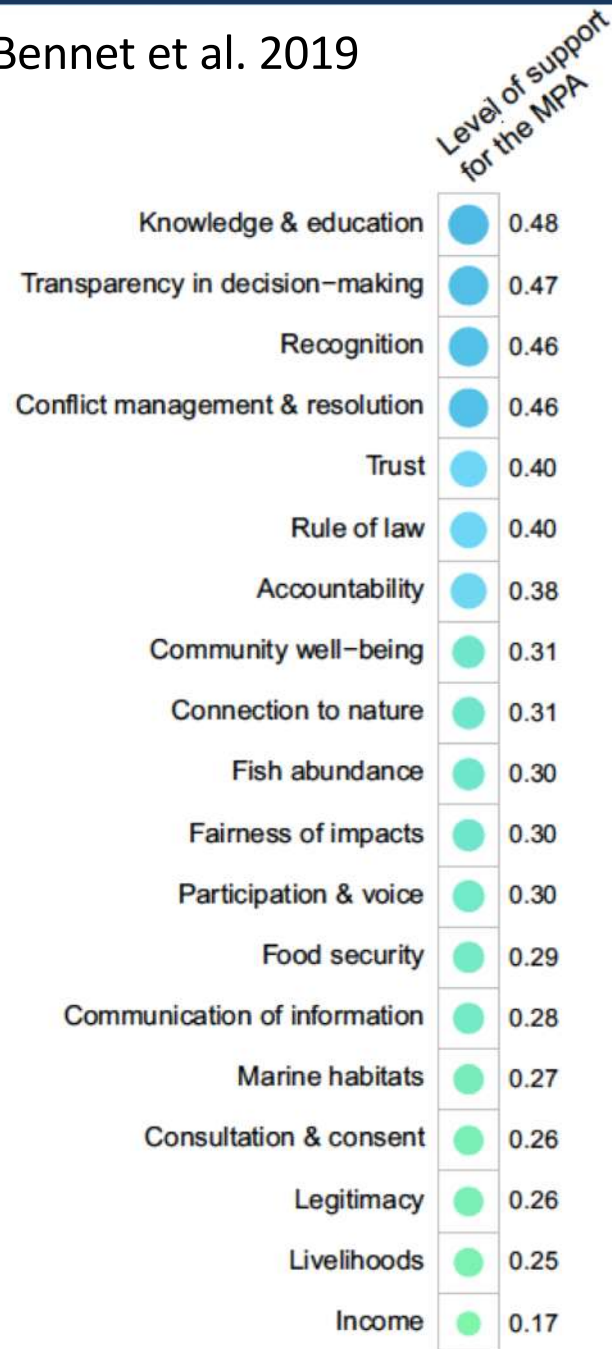 Bennet et al. 2019
Level of support
for the MPA
Knowledge & education 0.48
Transparency in decision−making 0.47
Recognition 0.46
Conflict management & resolution 0.46
Trust 0.40
Rule of law 0.40
Accountability 0.38
Community well−being 0.31
Connection to nature 0.31
Fish abundance 0.30
Fairness of impacts 0.30
Participation & voice 0.30
Food security 0.29
Communication of information 0.28
Marine habitats 0.27
Consultation & consent 0.26
Legitimacy 0.26
Livelihoods 0.25
Income 0.17